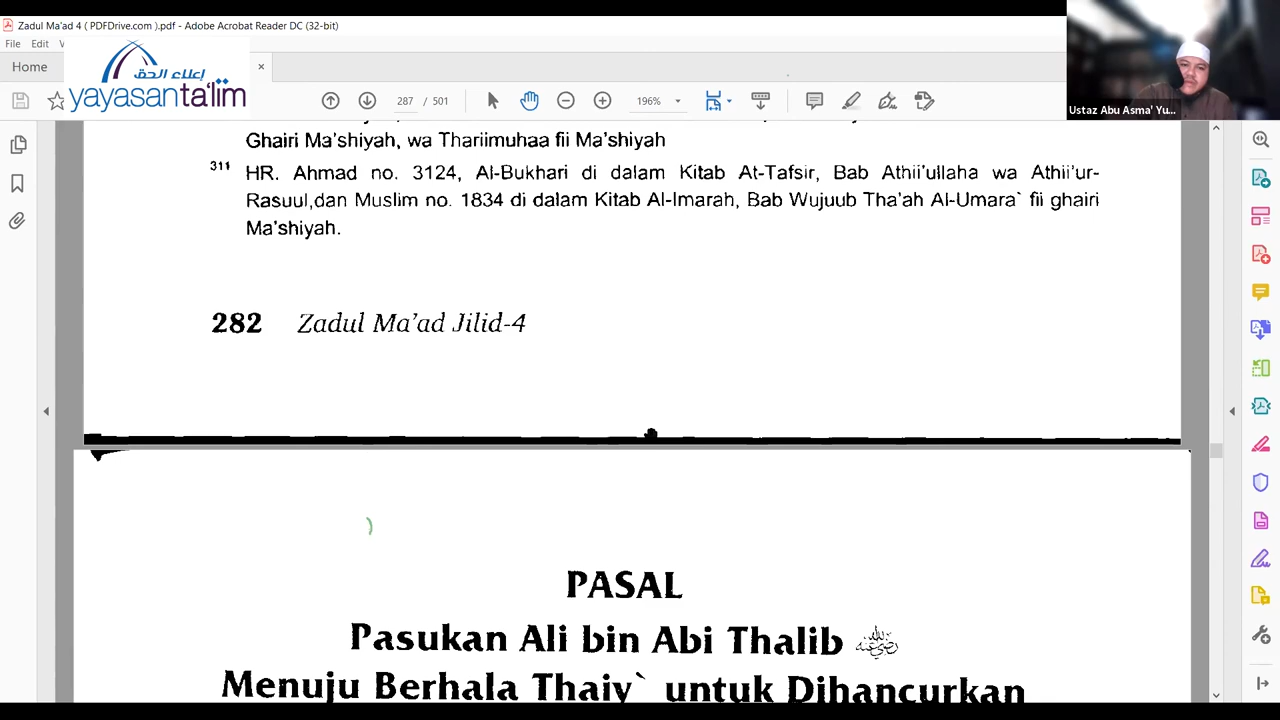 Zadul Ma'ad 4 ( PDFDrive.com ).pdf - Adobe Acrobat Reader DC (32-bit)
File Edit
Home
إعلاء الحق
yayasanta'lim
287 / 501
196%
Ustaz Abu Asma' Yu...
Ghairi Ma'shiyah, wa Thariimuhaa fii Ma'shiyah
311 HR. Ahmad no. 3124, Al-Bukhari di dalam Kitab At-Tafsir, Bab Athii'ullaha wa Athii'ur-
Rasuul,dan Muslim no. 1834 di dalam Kitab Al-Imarah, Bab Wujuub Tha'ah Al-Umara` fii ghairi
Ma'shiyah.
282 Zadul Ma'ad Jilid-4
PASAL
Pasukan Ali bin Abi Thalib رضي الله عنه
Menuju Berhala Thaiy` untuk Dihancurkan